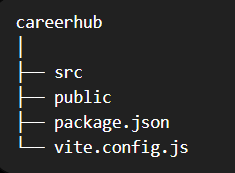 careerhub
│
├── src
├── public
├── package.json
└── vite.config.js